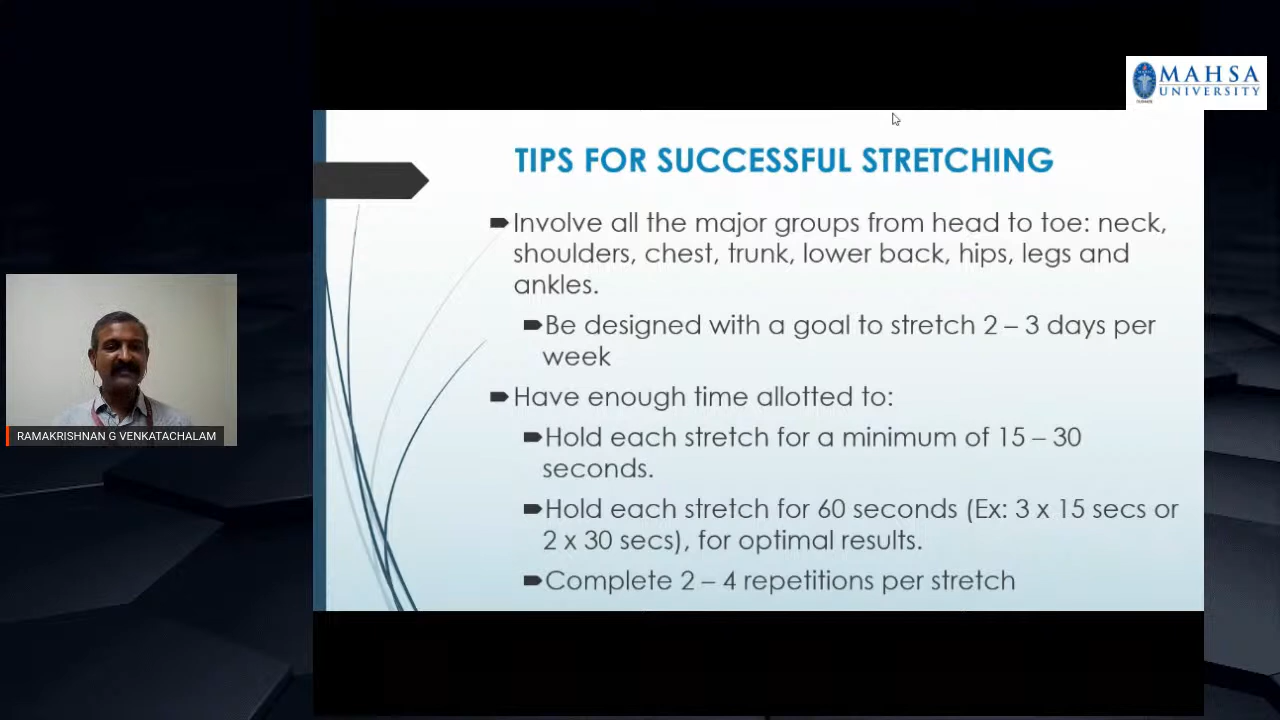 MAHSA
UNIVERSITY
TIPS FOR SUCCESSFUL STRETCHING
Involve all the major groups from head to toe: neck,
shoulders, chest, trunk, lower back, hips, legs and
ankles.
Be designed with a goal to stretch 2 – 3 days per
week
Have enough time allotted to:
Hold each stretch for a minimum of 15 – 30
seconds.
Hold each stretch for 60 seconds (Ex: 3 x 15 secs or
2 x 30 secs), for optimal results.
Complete 2 – 4 repetitions per stretch
RAMAKRISHNAN G VENKATACHALAM